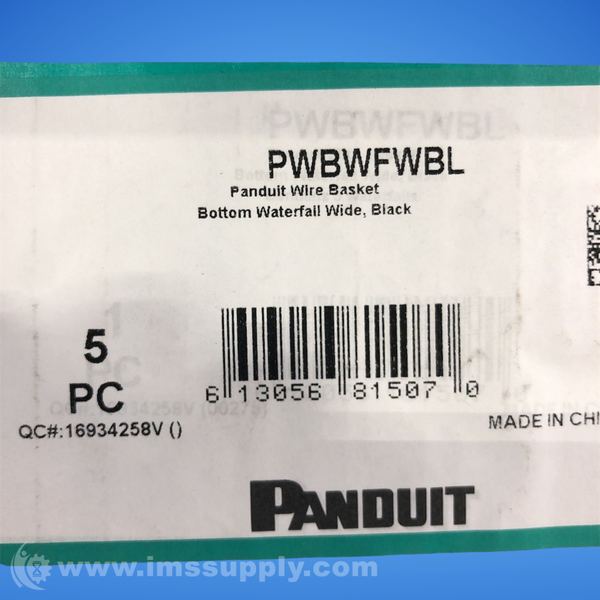 PWBWFWBL
Panduit Wire Basket
Bottom Waterfall Wide, Black
5
PC
6 13056 81507 0
QC#:16934258V ()
MADE IN CHI
PANDUIT
www.imssupply.com